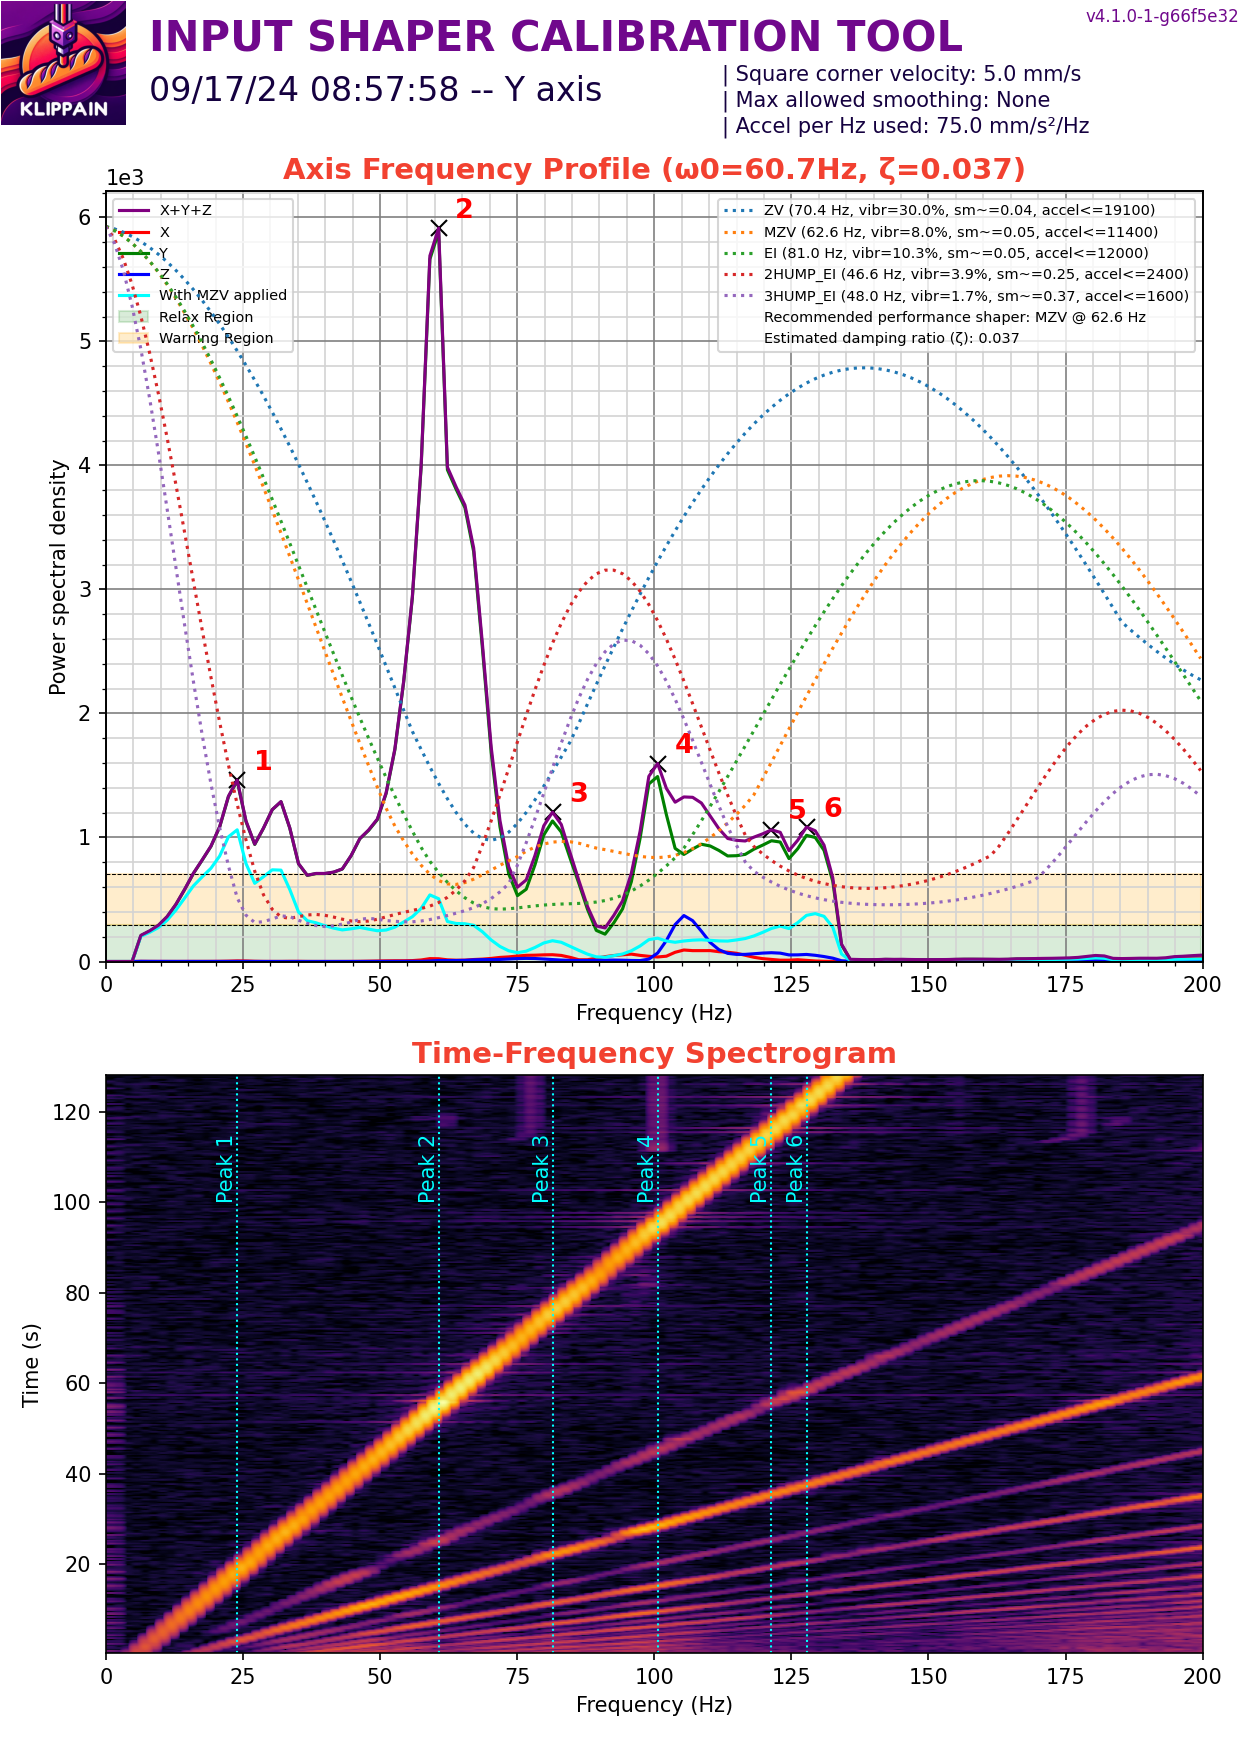 v4.1.0-1-g66f5e32
INPUT SHAPER CALIBRATION TOOL
KLIPPAIN
09/17/24 08:57:58 -- Y axis
| Square corner velocity: 5.0 mm/s
| Max allowed smoothing: None
| Accel per Hz used: 75.0 mm/s²/Hz
Axis Frequency Profile (ω0=60.7Hz, ζ=0.037)
1e3
X+Y+Z
X
Y
Z
With MZV applied
Relax Region
Warning Region
ZV (70.4 Hz, vibr=30.0%, sm~=0.04, accel<=19100)
MZV (62.6 Hz, vibr=8.0%, sm~=0.05, accel<=11400)
EI (81.0 Hz, vibr=10.3%, sm~=0.05, accel<=12000)
2HUMP_EI (46.6 Hz, vibr=3.9%, sm~=0.25, accel<=2400)
3HUMP_EI (48.0 Hz, vibr=1.7%, sm~=0.37, accel<=1600)
Recommended performance shaper: MZV @ 62.6 Hz
Estimated damping ratio (ζ): 0.037
1
2
3
4
5
6
Power spectral density
6
5
4
3
2
1
0
0 25 50 75 100 125 150 175 200
Frequency (Hz)
Time-Frequency Spectrogram
Time (s)
120
100
80
60
40
20
Peak 1
Peak 2
Peak 3
Peak 4
Peak 5
Peak 6
0 25 50 75 100 125 150 175 200
Frequency (Hz)